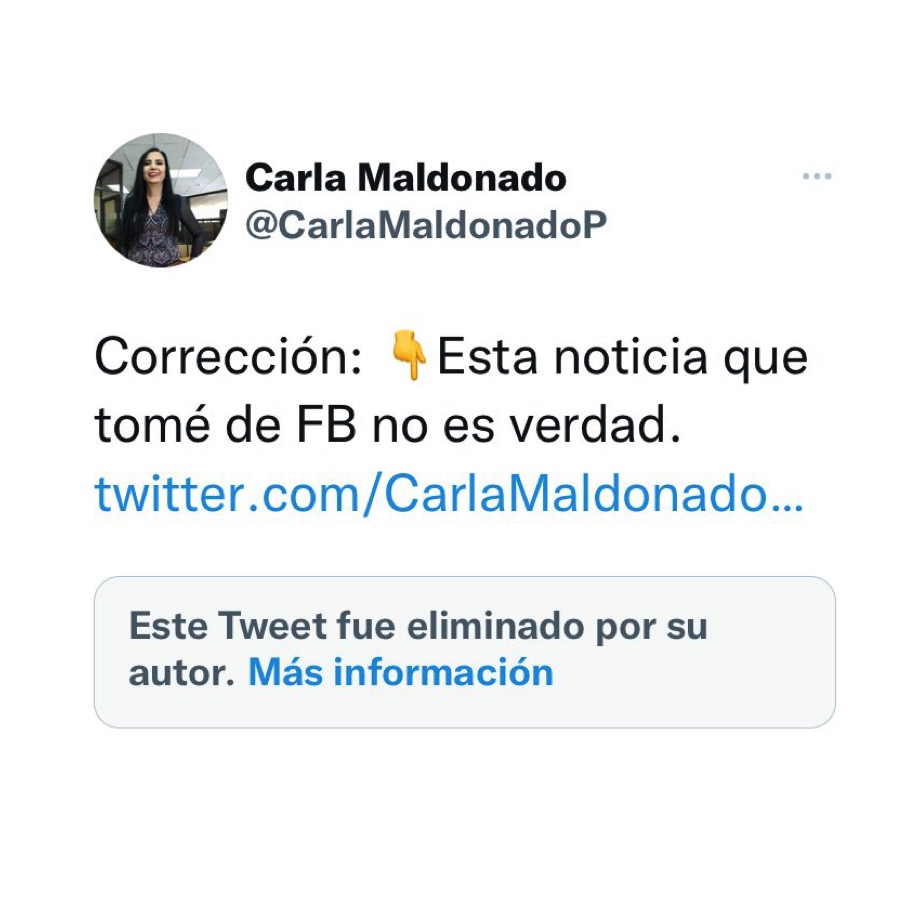 Carla Maldonado
@CarlaMaldonadoP
Corrección: 👇Esta noticia que
tomé de FB no es verdad.
twitter.com/CarlaMaldonado...
Este Tweet fue eliminado por su
autor. Más información